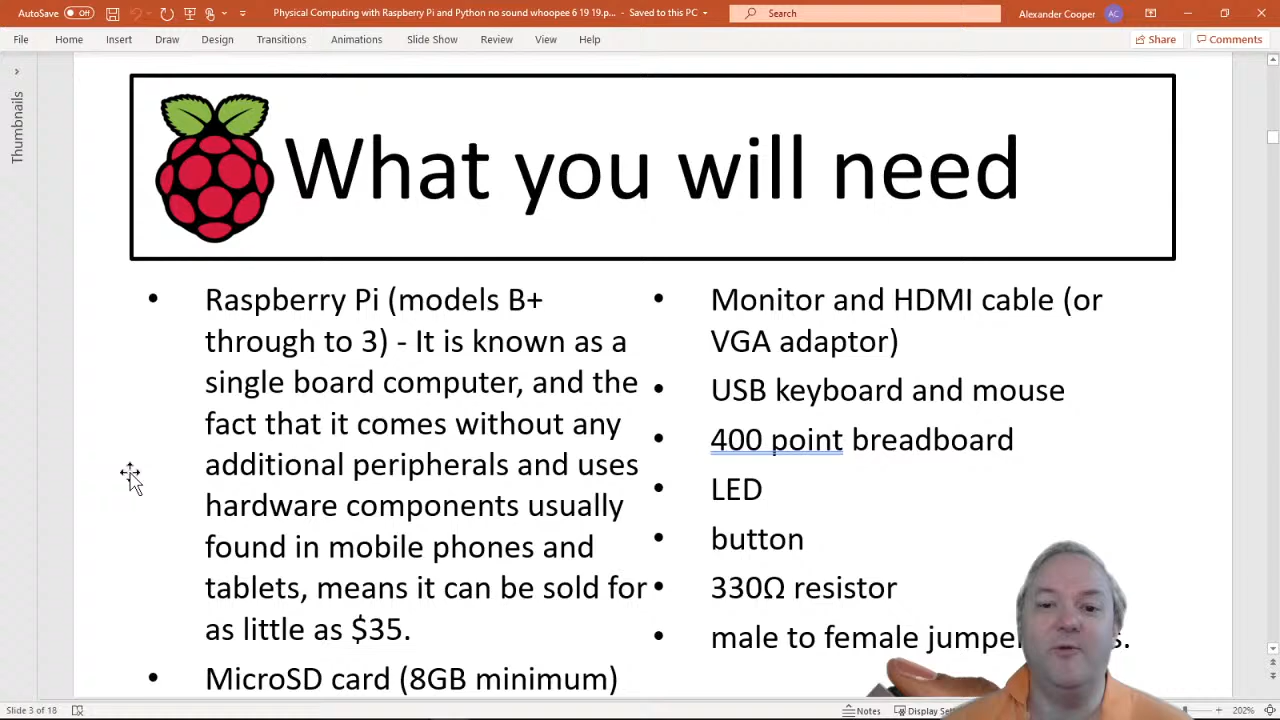 AutoSave Off Physical Computing with Raspberry Pi and Python no sound whoopee 6 19 19.p... - Saved to this PC Search Alexander Cooper AC
File Home Insert Draw Design Transitions Animations Slide Show Review View Help Share Comments
Thumbnails
What you will need
• Raspberry Pi (models B+
through to 3) - It is known as a
single board computer, and the
fact that it comes without any
additional peripherals and uses
hardware components usually
found in mobile phones and
tablets, means it can be sold for
as little as $35.
• MicroSD card (8GB minimum)
• Monitor and HDMI cable (or
VGA adaptor)
• USB keyboard and mouse
• 400 point breadboard
• LED
• button
• 330Ω resistor
• male to female
Slide 3 of 18 Notes Display 202%